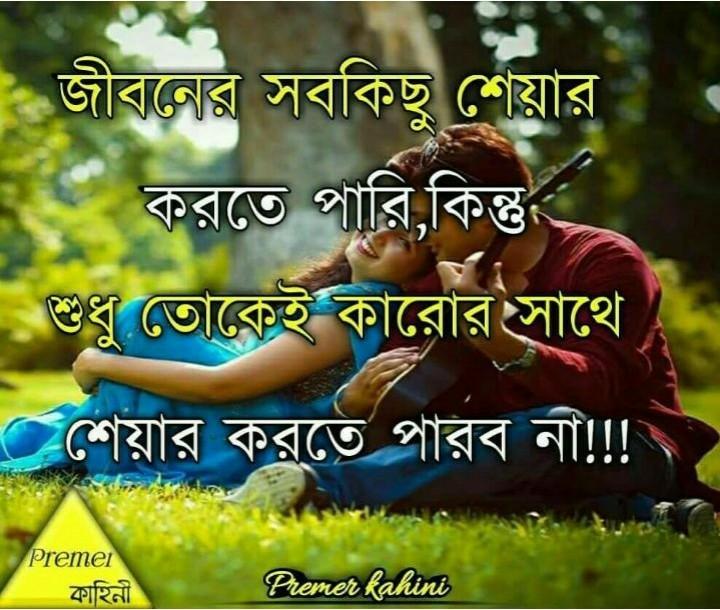 জীবনের সবকিছু শেয়ার
করতে পারি,কিন্তু
শুধু তোকেই কারোর সাথে
শেয়ার করতে পারব না!!!
Premer
কাহিনী
Premer kahini